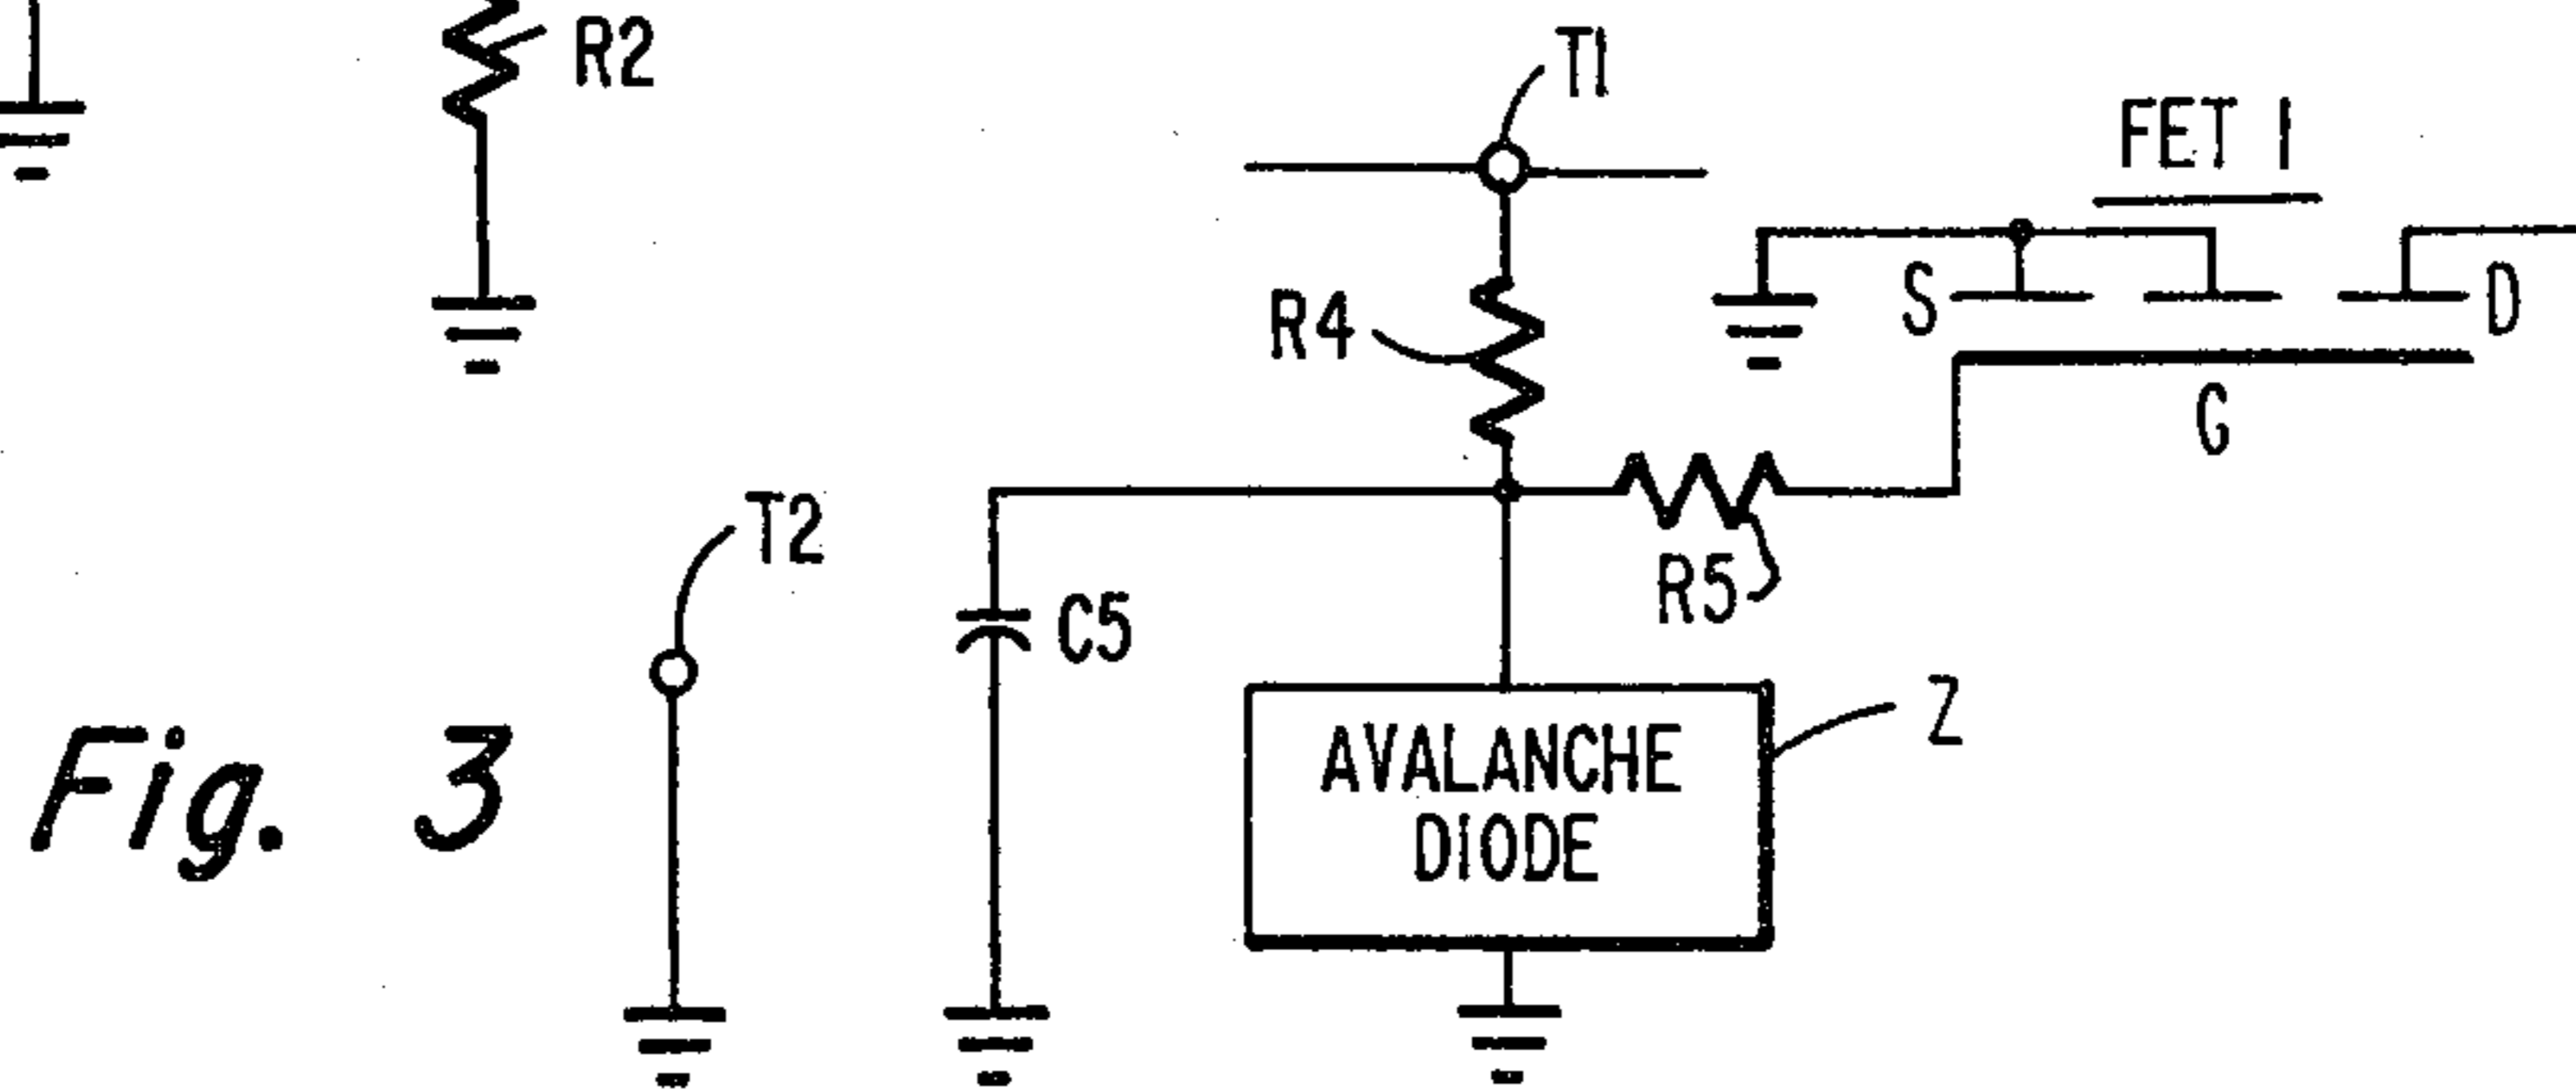 R2
T1
FET 1
S
D
R4
G
T2
R5
C5
Z
AVALANCHE
DIODE
Fig. 3